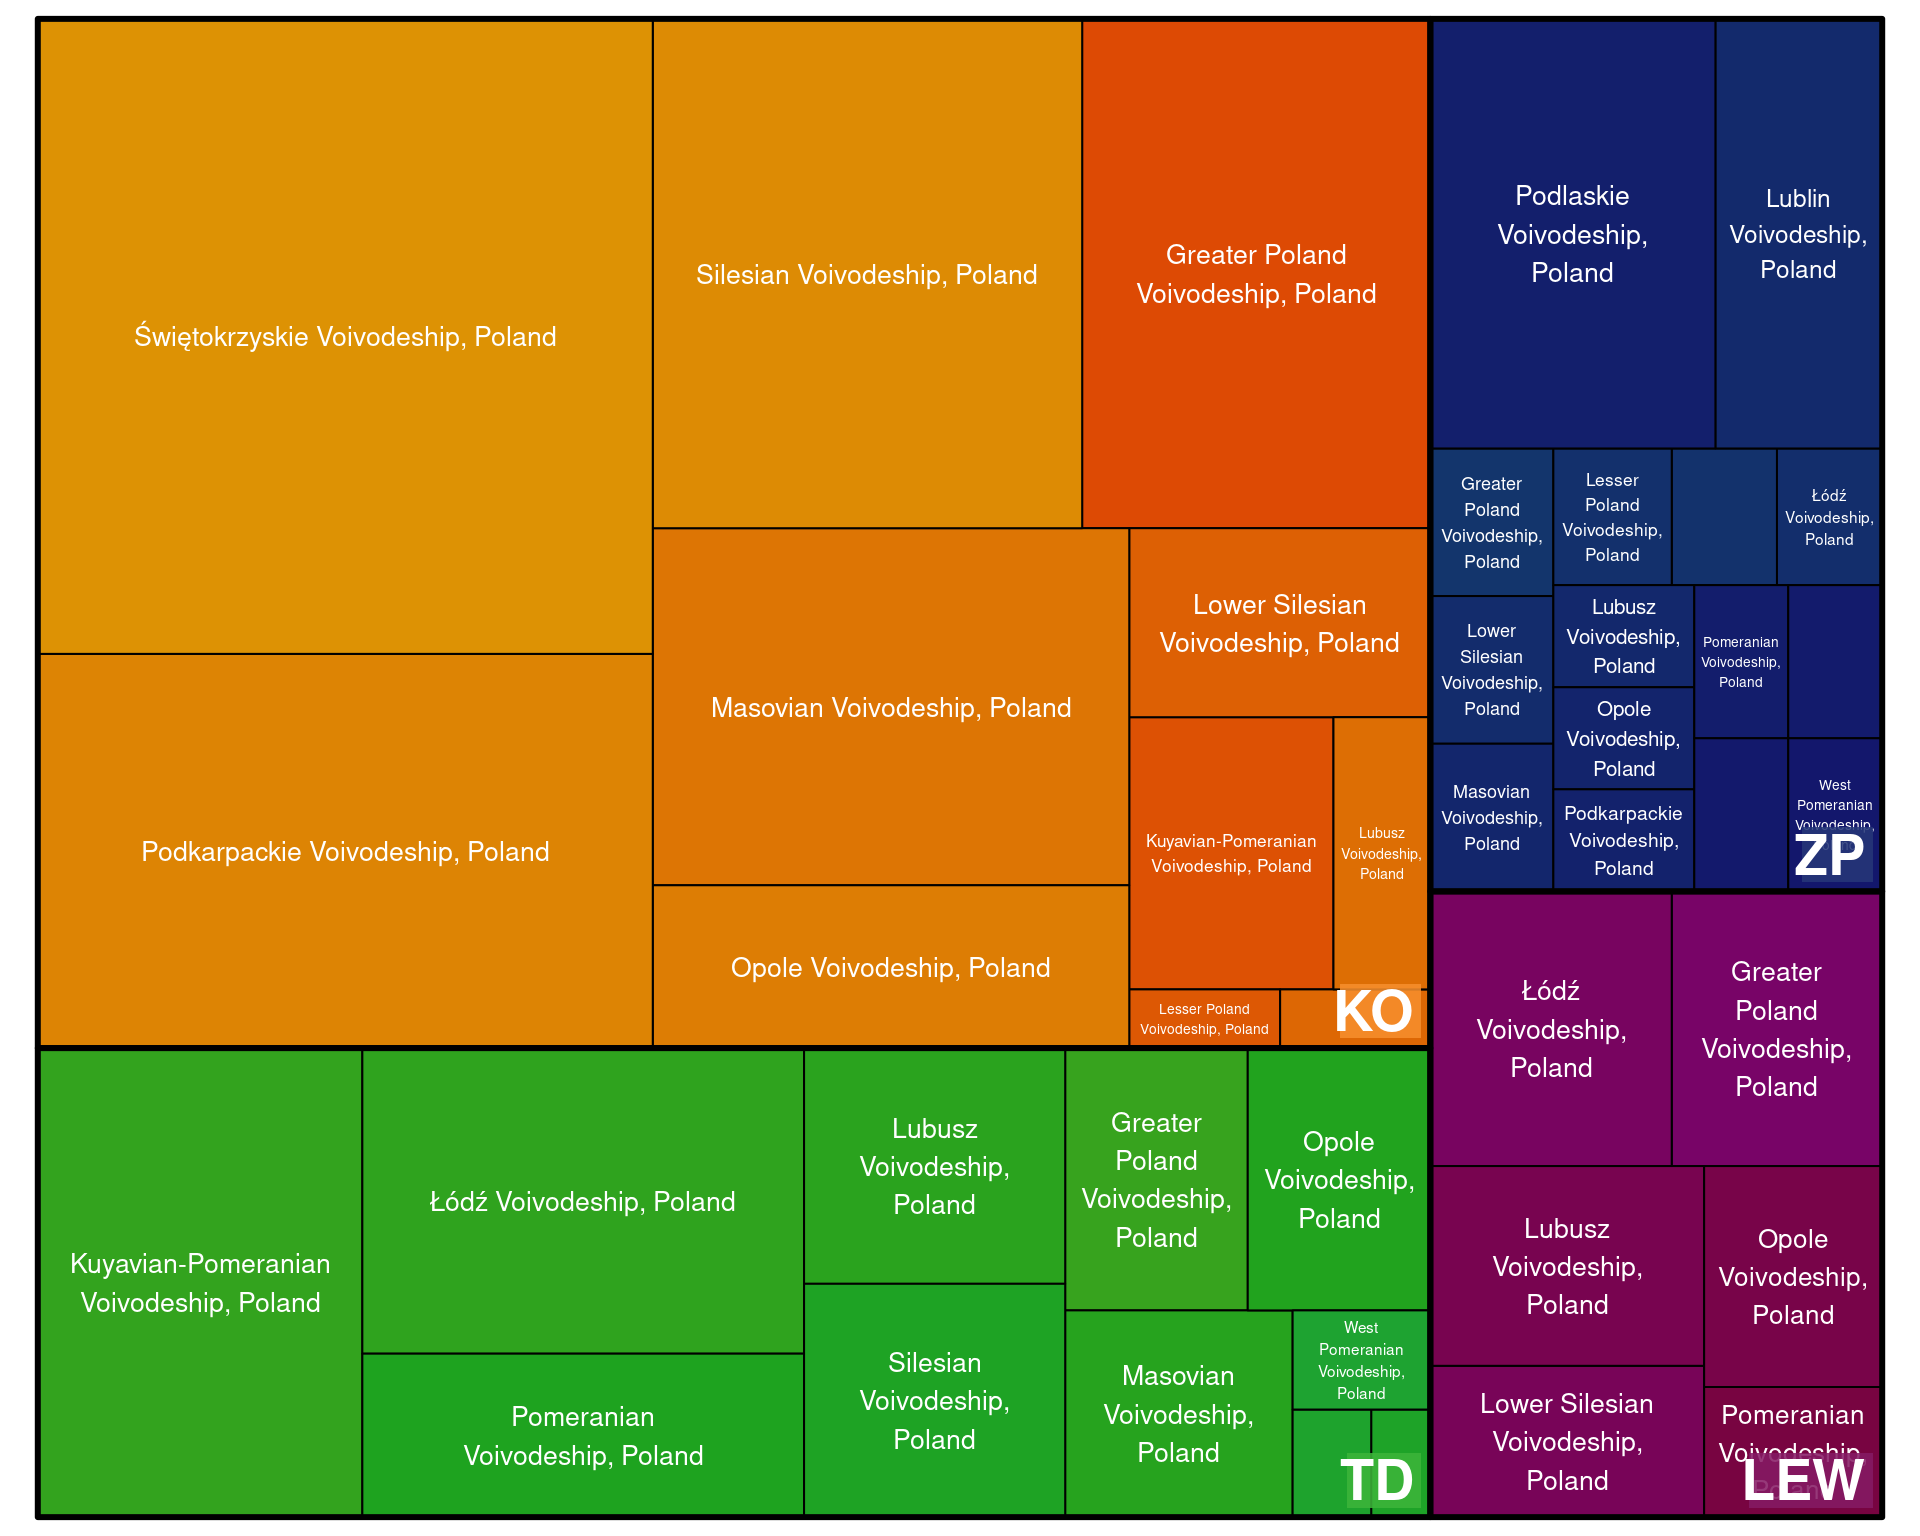 Świętokrzyskie Voivodeship, Poland
Podkarpackie Voivodeship, Poland
Silesian Voivodeship, Poland
Greater Poland
Voivodeship, Poland
Masovian Voivodeship, Poland
Opole Voivodeship, Poland
Lower Silesian
Voivodeship, Poland
Kuyavian-Pomeranian
Voivodeship, Poland
Lubusz
Voivodeship,
Poland
Lesser Poland
Voivodeship, Poland
KO
Kuyavian-Pomeranian
Voivodeship, Poland
Łódź Voivodeship, Poland
Pomeranian
Voivodeship, Poland
Lubusz
Voivodeship,
Poland
Silesian
Voivodeship,
Poland
Greater
Poland
Voivodeship,
Poland
Opole
Voivodeship,
Poland
Masovian
Voivodeship,
Poland
West
Pomeranian
Voivodeship,
Poland
TD
Podlaskie
Voivodeship,
Poland
Lublin
Voivodeship,
Poland
Greater
Poland
Voivodeship,
Poland
Lower
Silesian
Voivodeship,
Poland
Masovian
Voivodeship,
Poland
Lesser
Poland
Voivodeship,
Poland
Łódź
Voivodeship,
Poland
Lubusz
Voivodeship,
Poland
Opole
Voivodeship,
Poland
Podkarpackie
Voivodeship,
Poland
Pomeranian
Voivodeship,
Poland
West
Pomeranian
Voivodeship,
ZP
Łódź
Voivodeship,
Poland
Greater
Poland
Voivodeship,
Poland
Lubusz
Voivodeship,
Poland
Opole
Voivodeship,
Poland
Lower Silesian
Voivodeship,
Poland
Pomeranian
Voivodeship,
Poland
LEW